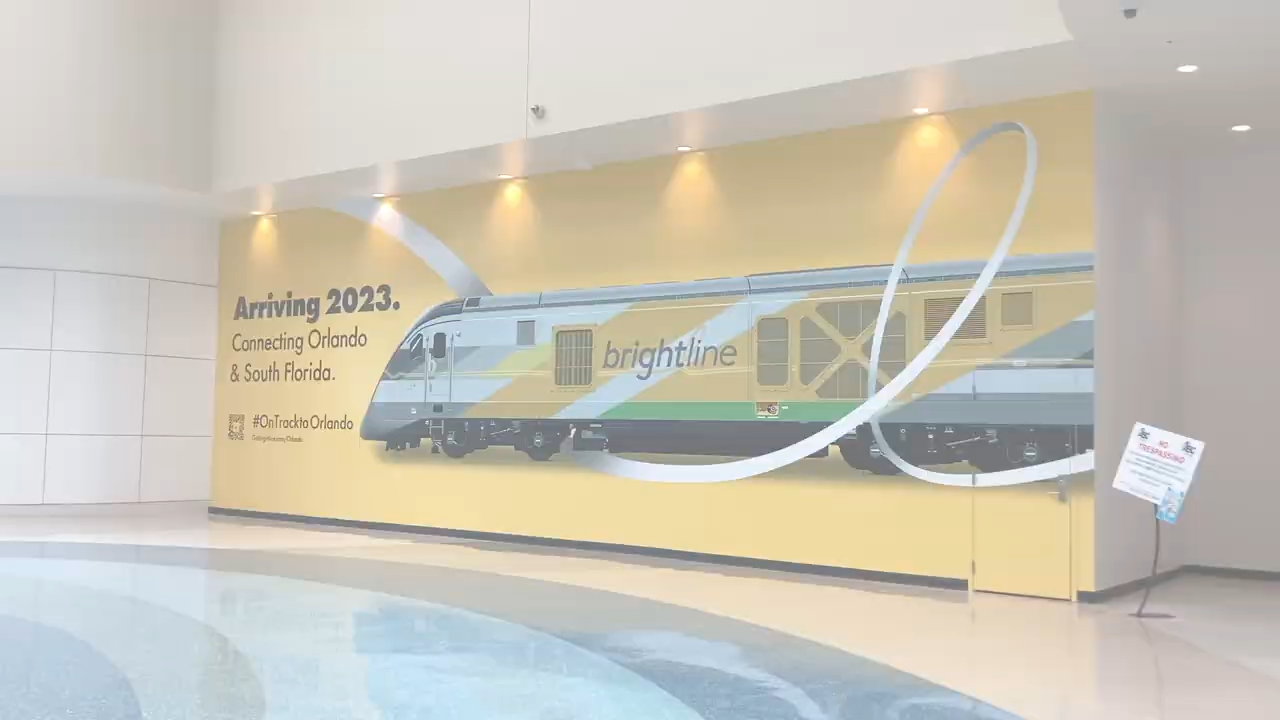 Arriving 2023.
Connecting Orlando
& South Florida.
#OnTracktoOrlando
brightline
NO
TRESPASSING